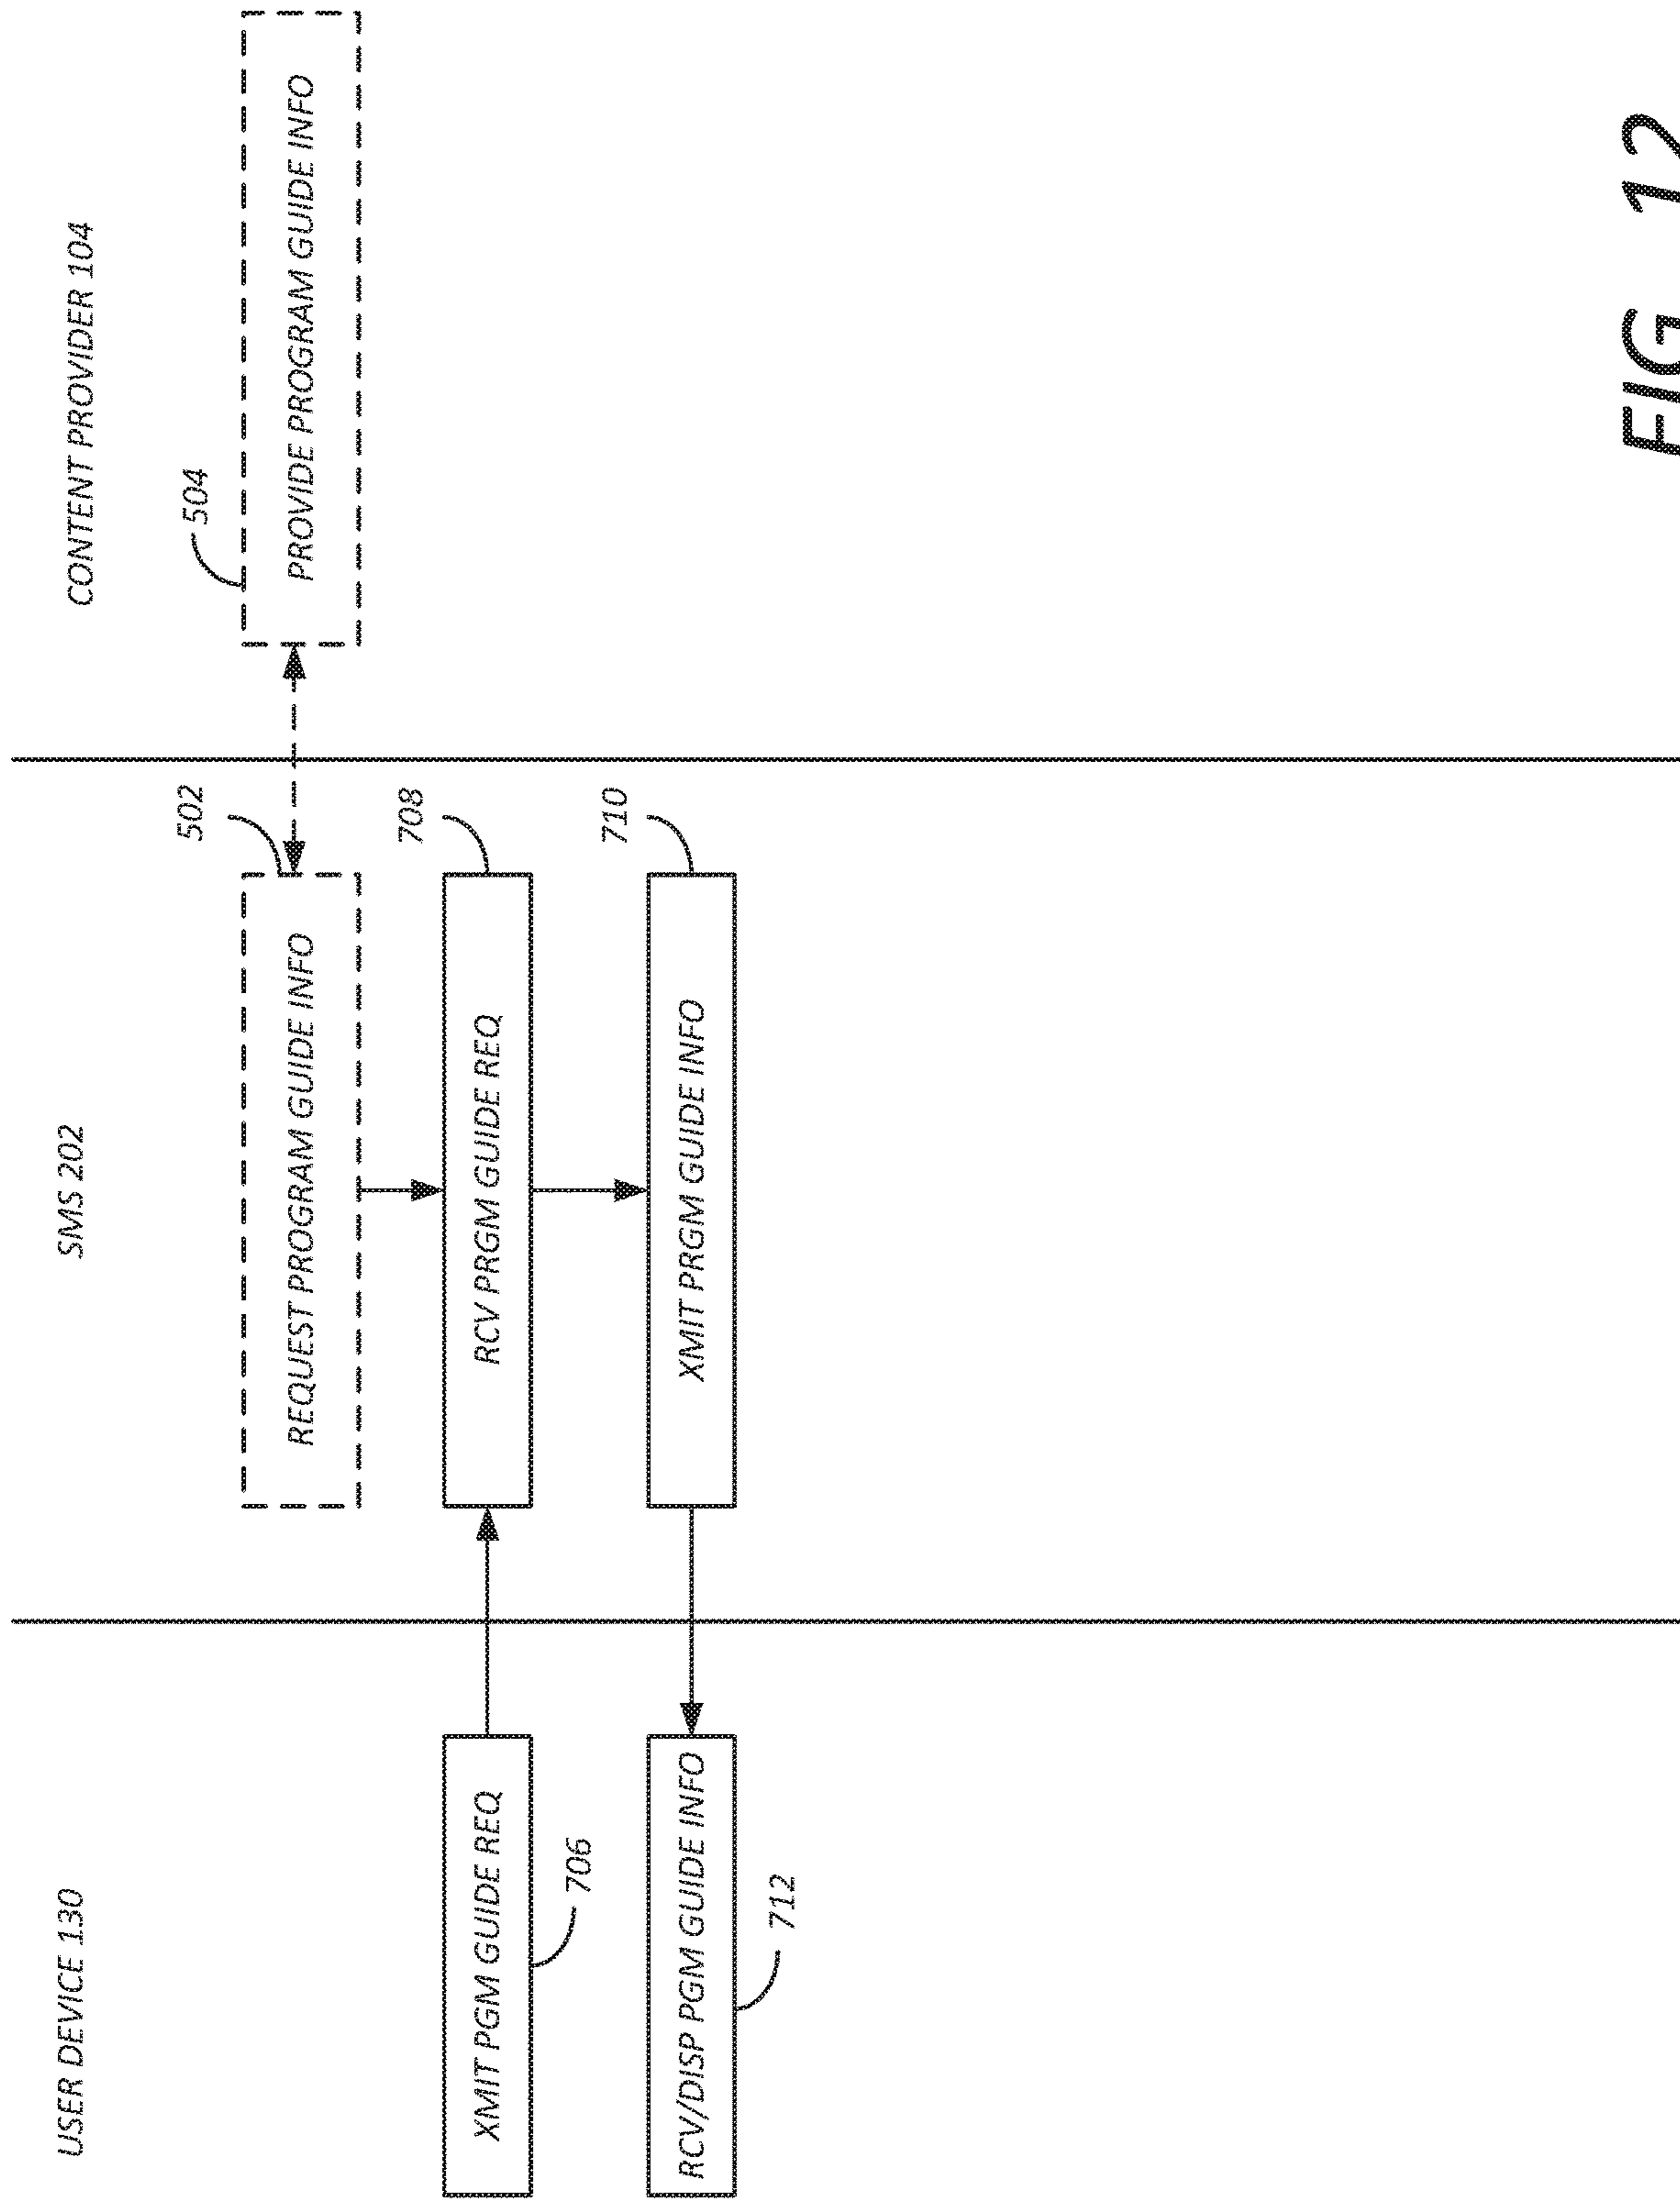 USER DEVICE 130
SMS 202
CONTENT PROVIDER 104
502
504
REQUEST PROGRAM GUIDE INFO
PROVIDE PROGRAM GUIDE INFO
708
XMIT PGM GUIDE REQ
RCV PRGM GUIDE REQ
706
710
RCV/DISP PGM GUIDE INFO
XMIT PRGM GUIDE INFO
712
FIG 12